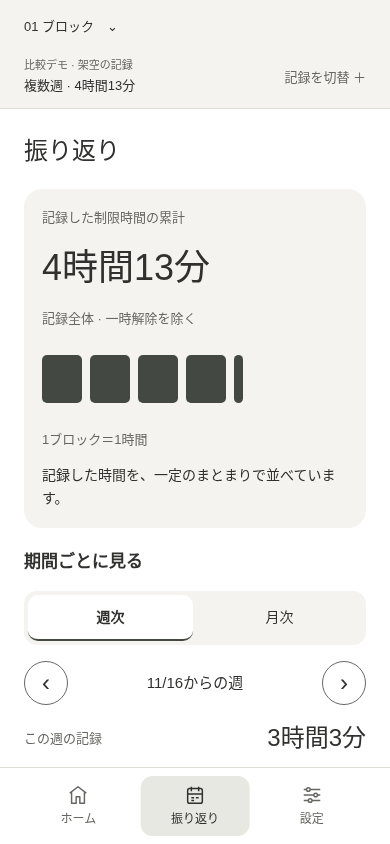 01 ブロック
比較デモ · 架空の記録
複数週 · 4時間13分
記録を切替 ＋
振り返り
記録した制限時間の累計
4時間13分
記録全体 · 一時解除を除く
1ブロック＝1時間
記録した時間を、一定のまとまりで並べていま
す。
期間ごとに見る
週次
月次
11/16からの週
この週の記録
3時間3分
ホーム
振り返り
設定